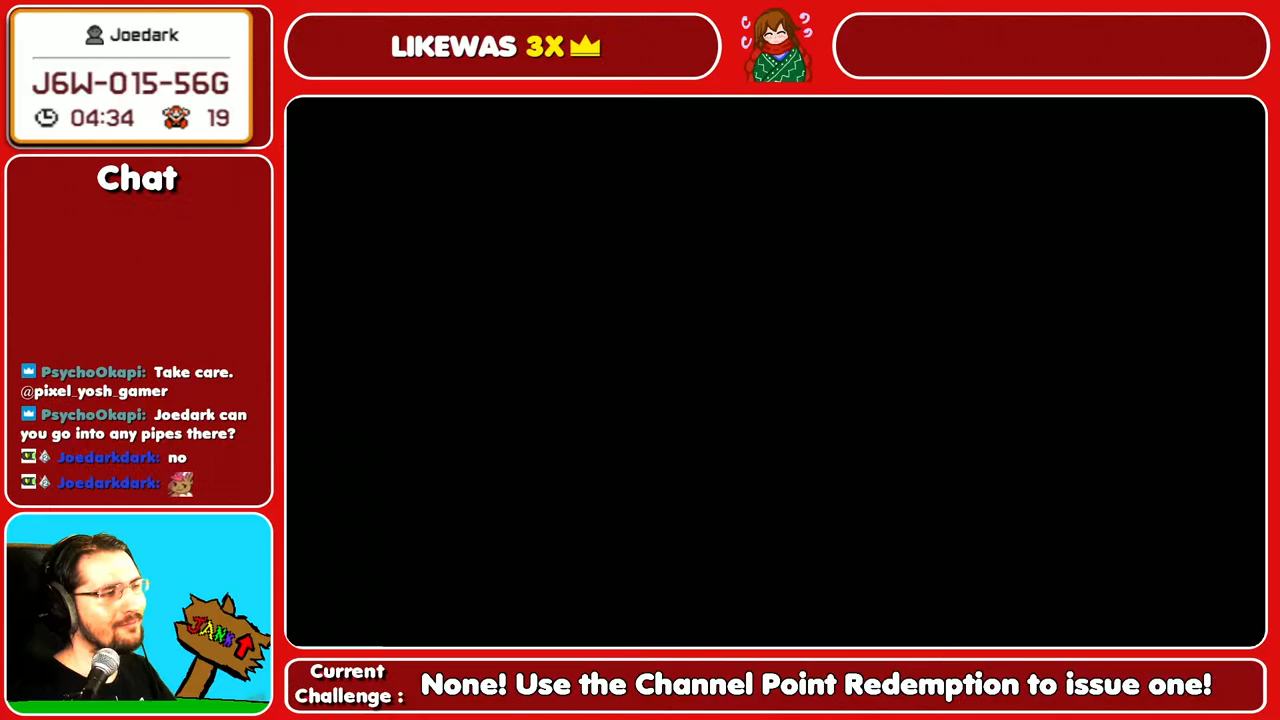 Joedark
J6W-015-56G
04:34 19
LIKEWAS 3X
Chat
PsychoOkapi: Take care.
@pixel_yosh_gamer
PsychoOkapi: Joedark can
you go into any pipes there?
Joedarkdark: no
Joedarkdark:
JANK
Current
Challenge :
None! Use the Channel Point Redemption to issue one!